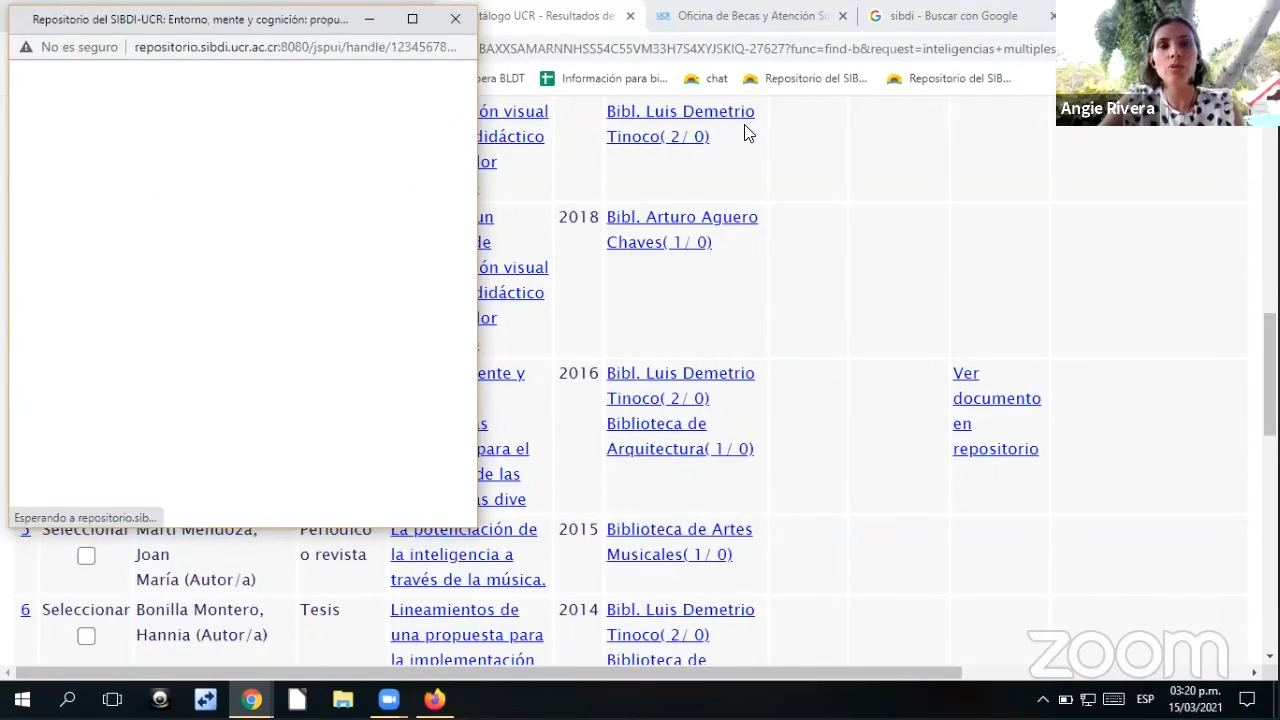 Repositorio del SIBDI-UCR: Entorno, mente y cognición: propu...
tálogo UCR - Resultados de
Oficina de Becas y Atención So
sibdi - Buscar con Google
No es seguro
repositorio.sibdi.ucr.ac.cr:8080/jspui/handle/12345678...
BAXXSAMARNNHSS54C55VM33H7S4XYJSKIQ-27627?func=find-b&request=inteligencias+multiples
pera BLDT
Información para bi...
chat
Repositorio del SIB...
Repositorio del SIB...
Angie Rivera
ón visual
didáctico
or
Bibl. Luis Demetrio
Tinoco( 2/ 0)
un
de
ón visual
didáctico
or
2018
Bibl. Arturo Aguero
Chaves( 1/ 0)
ente y
s
para el
de las
as dive
2016
Bibl. Luis Demetrio
Tinoco( 2/ 0)
Biblioteca de
Arquitectura( 1/ 0)
Ver
documento
en
repositorio
Esperando a repositorio.sib...
5
Seleccionar
Martí Mendoza,
Joan
María (Autor/a)
Periódico
o revista
La potenciación de
la inteligencia a
través de la música.
2015
Biblioteca de Artes
Musicales( 1/ 0)
6
Seleccionar
Bonilla Montero,
Hannia (Autor/a)
Tesis
Lineamientos de
una propuesta para
la implementación
2014
Bibl. Luis Demetrio
Tinoco( 2/ 0)
Biblioteca de
zoom
ESP
03:20 p.m.
15/03/2021